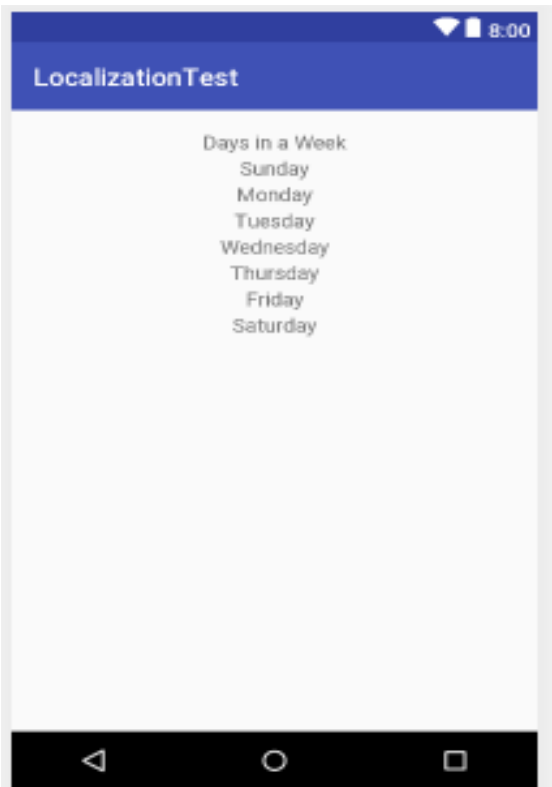 8:00
LocalizationTest
Days in a Week
Sunday
Monday
Tuesday
Wednesday
Thursday
Friday
Saturday